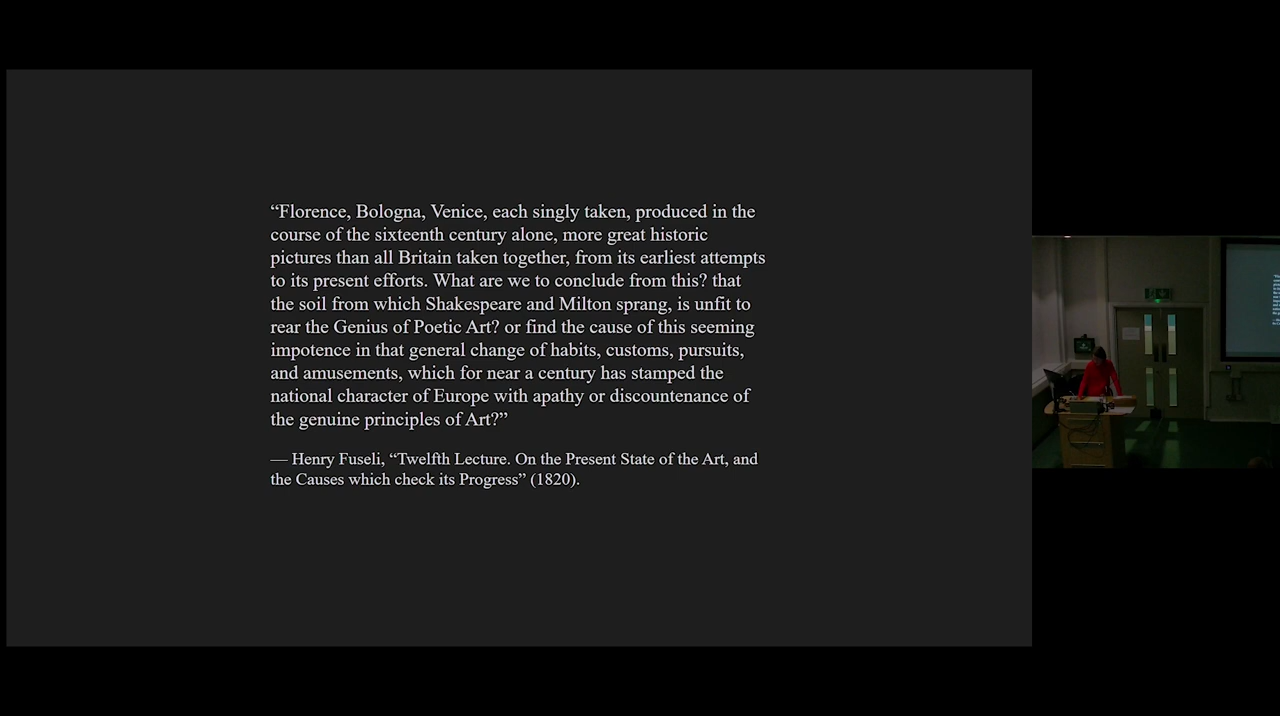 “Florence, Bologna, Venice, each singly taken, produced in the
course of the sixteenth century alone, more great historic
pictures than all Britain taken together, from its earliest attempts
to its present efforts. What are we to conclude from this? that
the soil from which Shakespeare and Milton sprang, is unfit to
rear the Genius of Poetic Art? or find the cause of this seeming
impotence in that general change of habits, customs, pursuits,
and amusements, which for near a century has stamped the
national character of Europe with apathy or discountenance of
the genuine principles of Art?”
— Henry Fuseli, “Twelfth Lecture. On the Present State of the Art, and
the Causes which check its Progress” (1820).